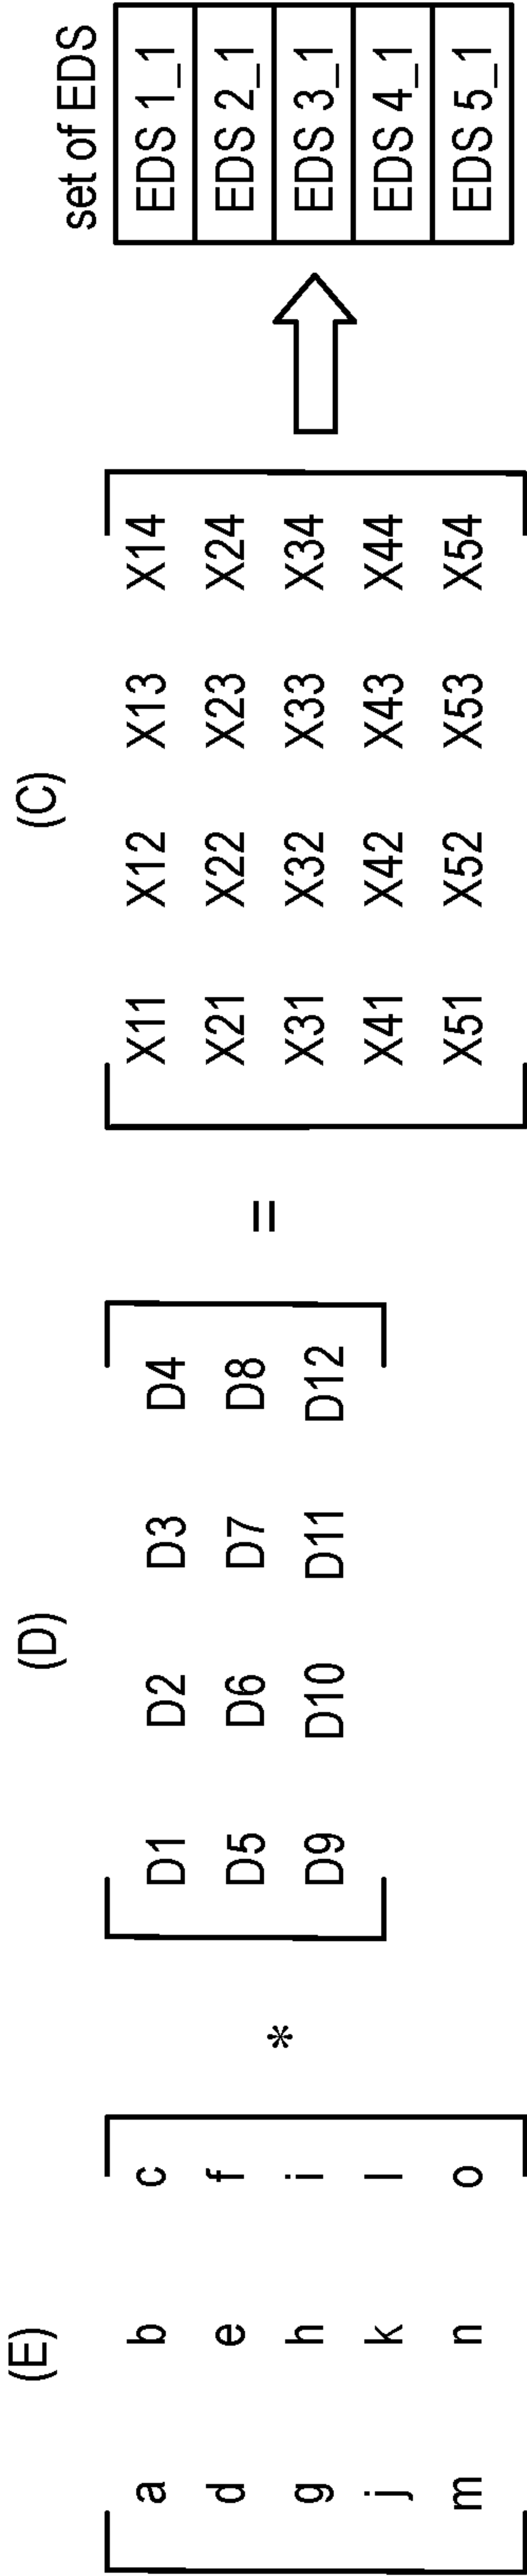 (E) (D) (C) set of EDS
a b c D1 D2 D3 D4 X11 X12 X13 X14 EDS 1_1
d e f D5 D6 D7 D8 X21 X22 X23 X24 EDS 2_1
* =
g h i D9 D10 D11 D12 X31 X32 X33 X34 EDS 3_1
j k l X41 X42 X43 X44 EDS 4_1
m n o X51 X52 X53 X54 EDS 5_1